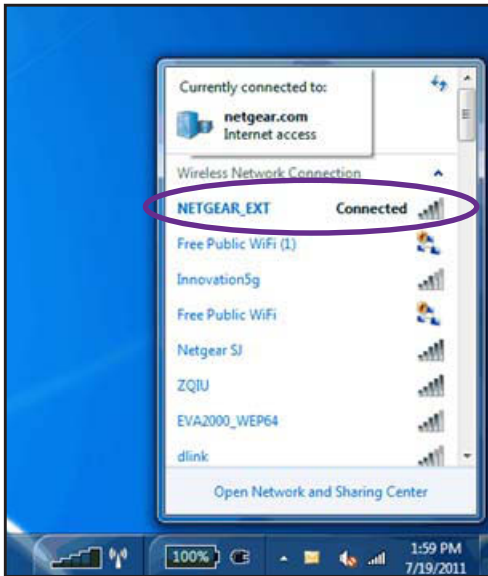 Currently connected to:
netgear.com
Internet access
Wireless Network Connection
NETGEAR_EXT Connected
Free Public WiFi (1)
Innovation5g
Free Public WiFi
Netgear SJ
ZQIU
EVA2000_WEP64
dlink
Open Network and Sharing Center
100%
1:59 PM
7/19/2011